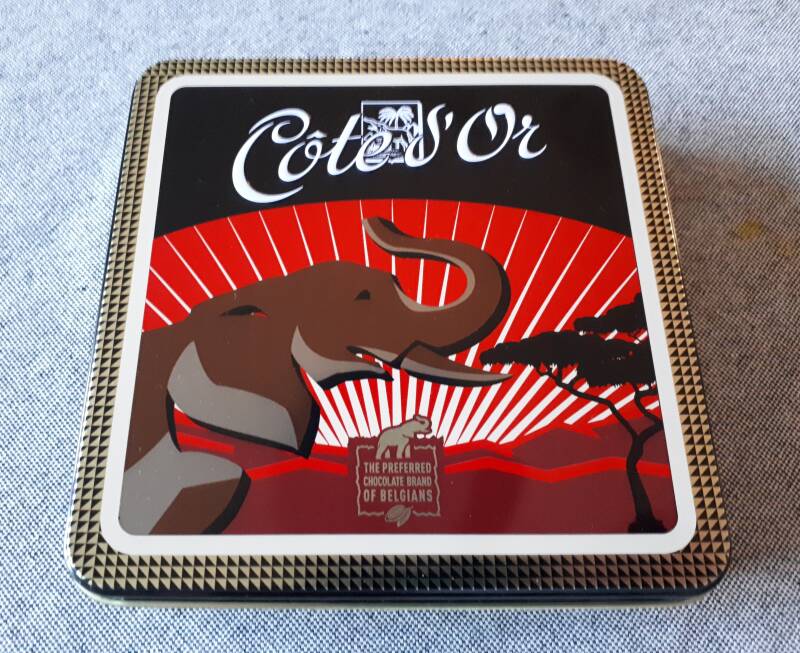 Côte d'Or
THE PREFERRED
CHOCOLATE BRAND
OF BELGIANS